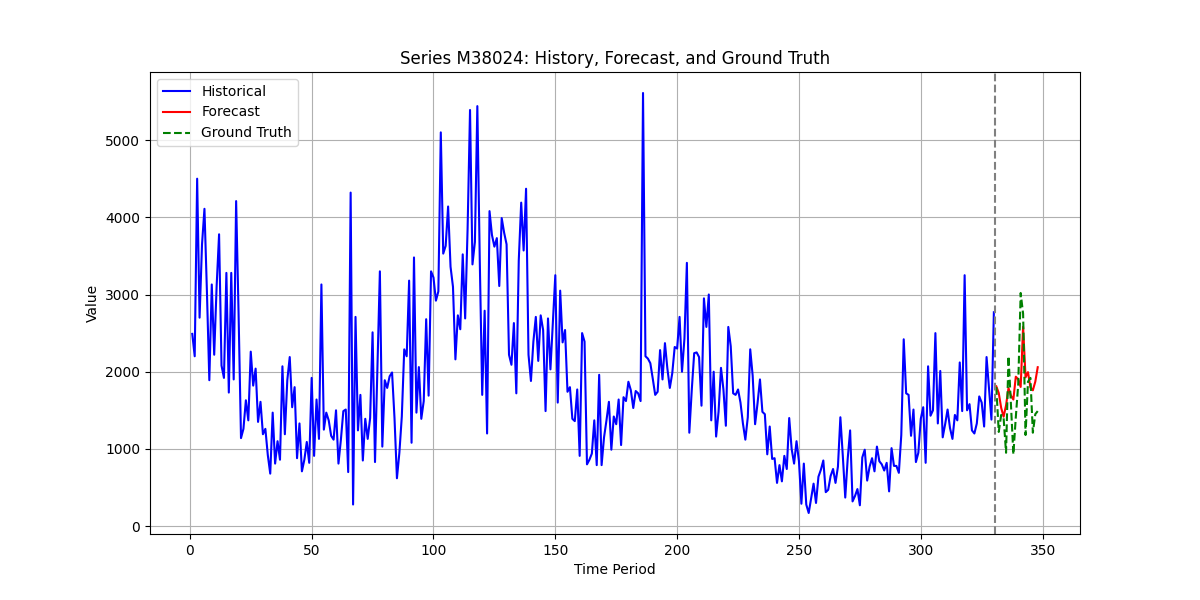 Series M38024: History, Forecast, and Ground Truth
Historical
Forecast
Ground Truth
Value
5000
4000
3000
2000
1000
0
0 50 100 150 200 250 300 350
Time Period